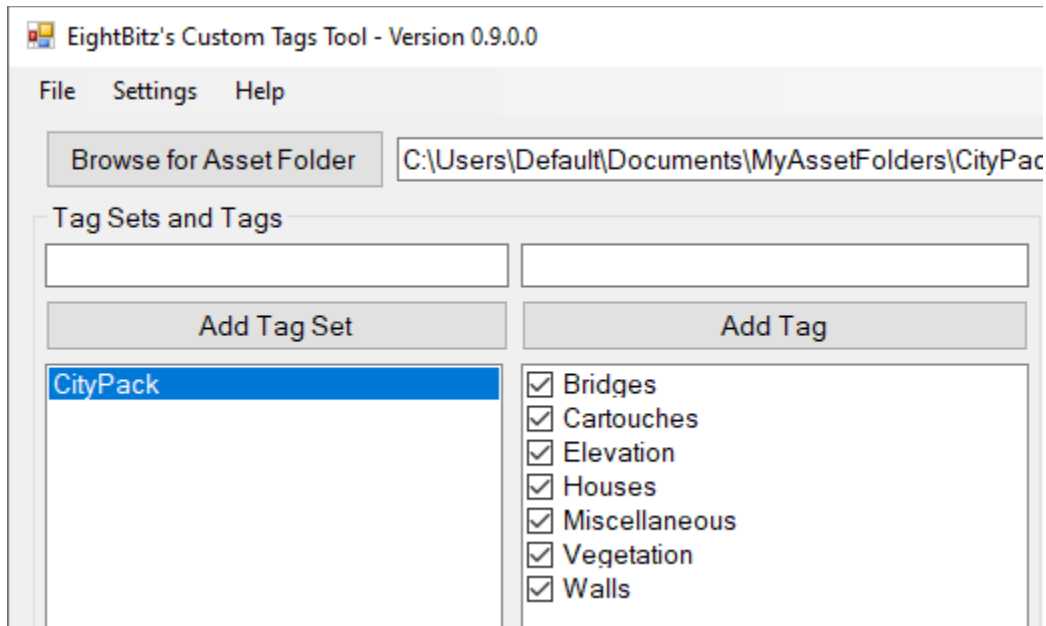 EightBitz's Custom Tags Tool - Version 0.9.0.0
File Settings Help
Browse for Asset Folder C:\Users\Default\Documents\MyAssetFolders\CityPac
Tag Sets and Tags
Add Tag Set Add Tag
CityPack
Bridges
Cartouches
Elevation
Houses
Miscellaneous
Vegetation
Walls